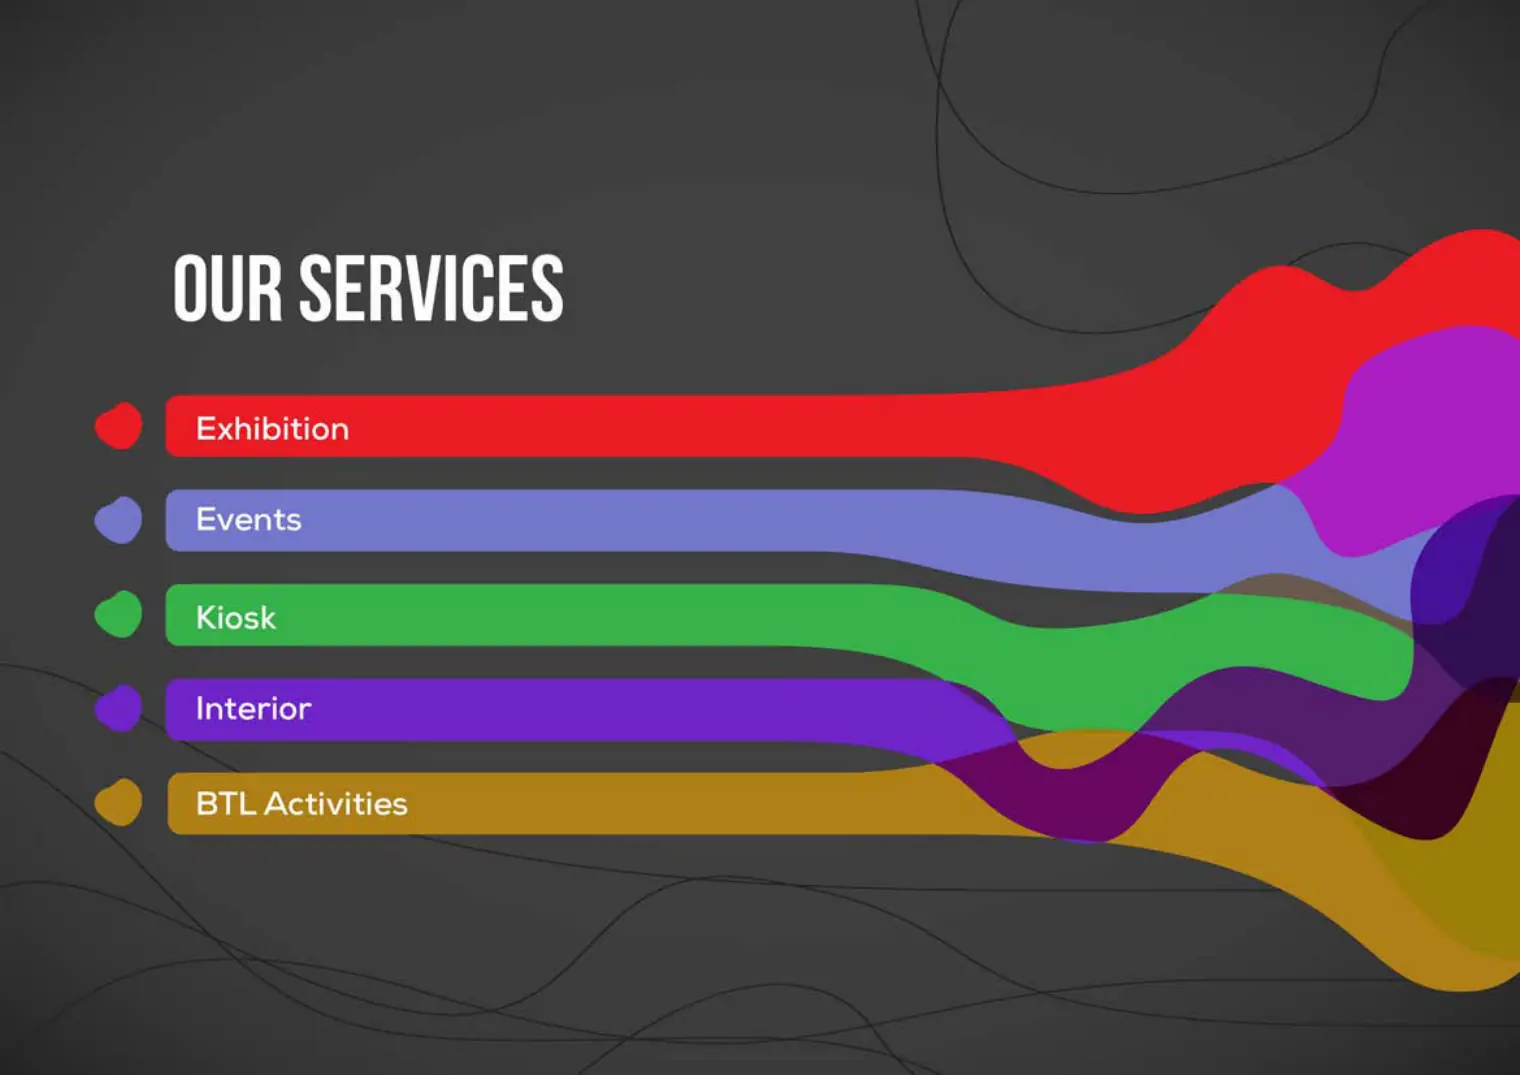 OUR SERVICES
Exhibition
Events
Kiosk
Interior
BTL Activities